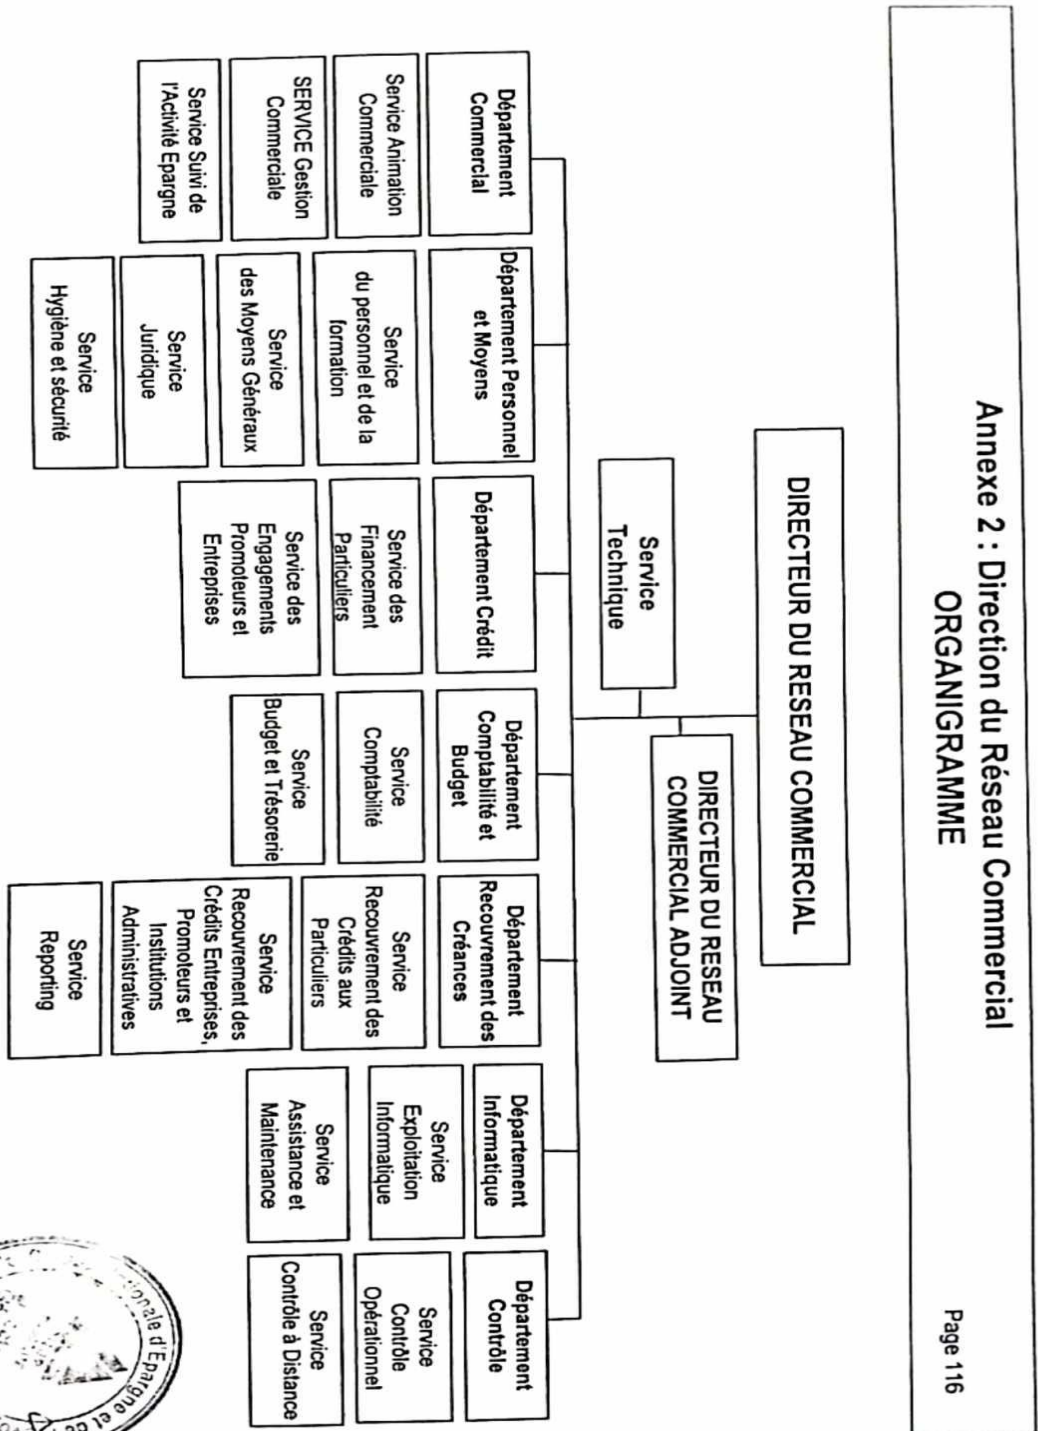 Annexe 2 : Direction du Réseau Commercial
ORGANIGRAMME
Page 116
DIRECTEUR DU RESEAU COMMERCIAL
DIRECTEUR DU RESEAU
COMMERCIAL ADJOINT
Service
Technique
Département
Commercial
Service Animation
Commerciale
SERVICE Gestion
Commerciale
Service Suivi de
l'Activité Epargne
Département Personnel
et Moyens
Service
du personnel et de la
formation
Service
des Moyens Généraux
Service
Juridique
Service
Hygiène et sécurité
Département Crédit
Service des
Financement
Particuliers
Service des
Engagements
Promoteurs et
Entreprises
Département
Comptabilité et
Budget
Service
Comptabilité
Service
Budget et Trésorerie
Département
Recouvrement des
Créances
Service
Recouvrement des
Crédits aux
Particuliers
Service
Recouvrement des
Crédits Entreprises,
Promoteurs et
Institutions
Administratives
Service
Reporting
Département
Informatique
Service
Exploitation
Informatique
Service
Assistance et
Maintenance
Département
Contrôle
Service
Contrôle
Opérationnel
Service
Contrôle à Distance
d'Epargne et de